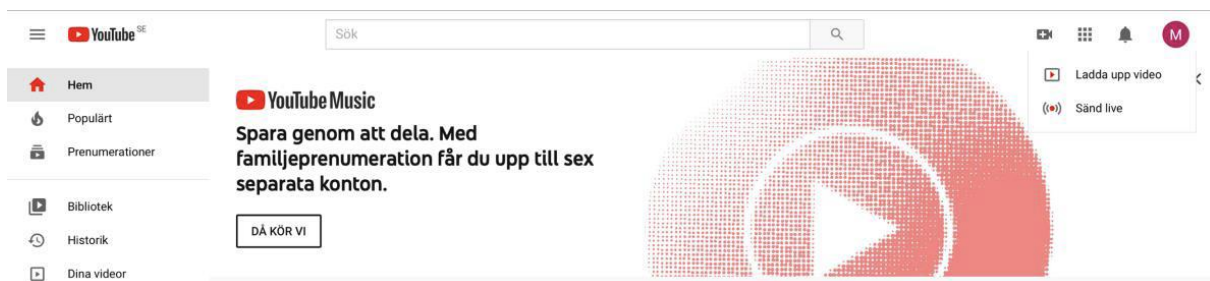 YouTube SE
Sök
M
Ladda upp video
Sänd live
Hem
Populärt
Prenumerationer
Bibliotek
Historik
Dina videor
YouTube Music
Spara genom att dela. Med
familjeprenumeration får du upp till sex
separata konton.
DÅ KÖR VI